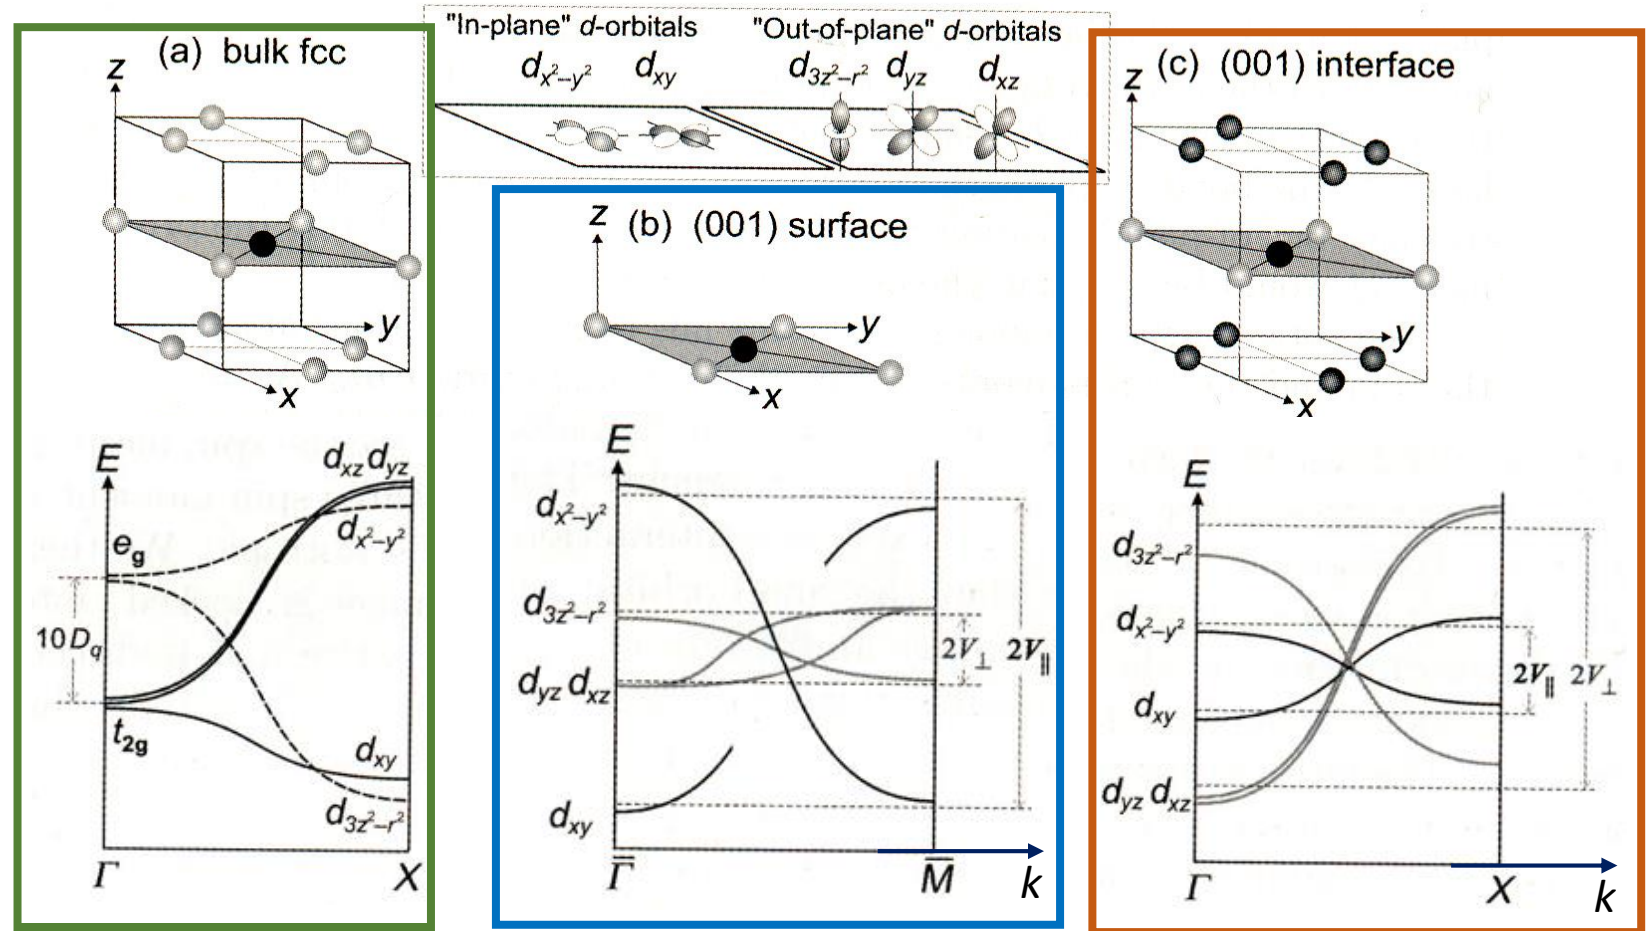 "In-plane" d-orbitals
d_{x²–y²} d_{xy}
"Out-of-plane" d-orbitals
d_{3z²–r²} d_{yz} d_{xz}
(a) bulk fcc
z
y
x
E
d_{xz} d_{yz}
d_{x²–y²}
e_g
10 D_q
t_{2g}
d_{xy}
d_{3z²–r²}
Γ X
(b) (001) surface
z
y
x
E
d_{x²–y²}
d_{3z²–r²}
2V_⊥ 2V_∥
d_{yz} d_{xz}
d_{xy}
Γ̅ M̅ k
(c) (001) interface
z
y
x
E
d_{3z²–r²}
d_{x²–y²}
2V_∥ 2V_⊥
d_{xy}
d_{yz} d_{xz}
Γ X k